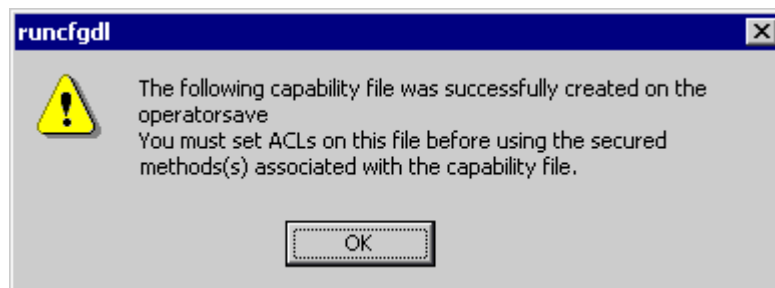 runcfgdl
The following capability file was successfully created on the
operatorsave
You must set ACLs on this file before using the secured
methods(s) associated with the capability file.
OK